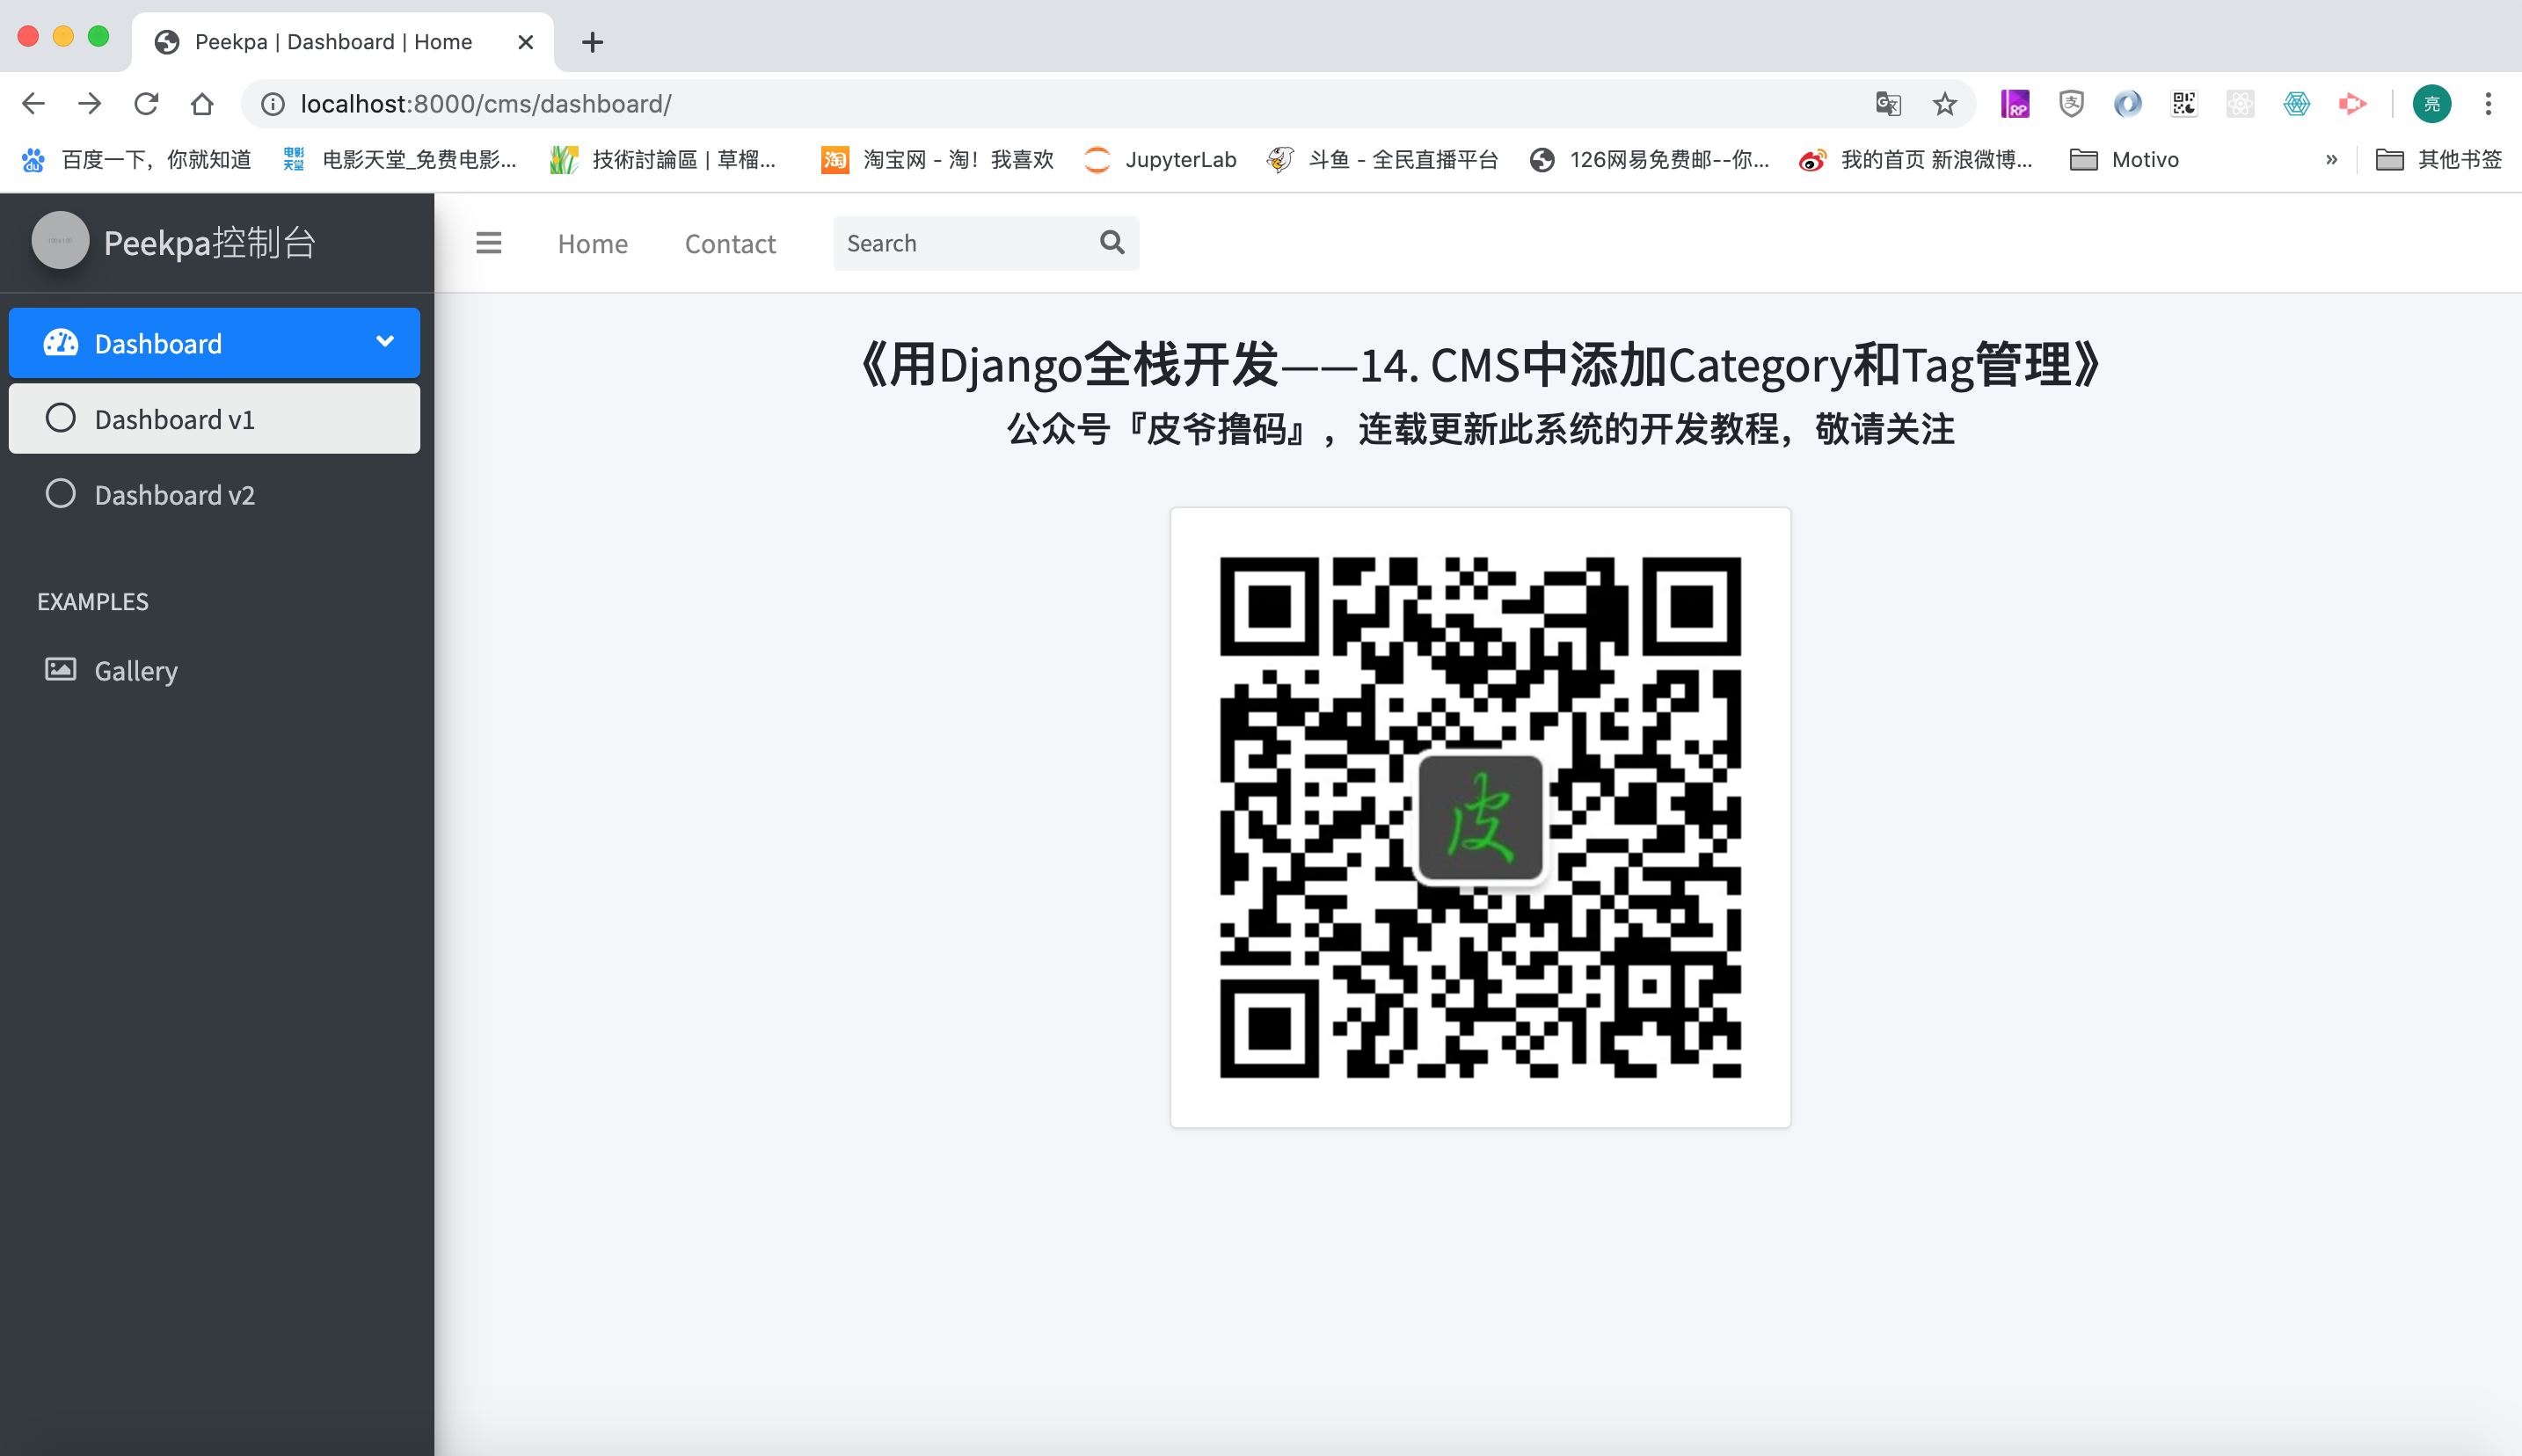 Peekpa | Dashboard | Home
localhost:8000/cms/dashboard/
亮
百度一下，你就知道
电影天堂
电影天堂_免费电影...
技術討論區 | 草榴...
淘
淘宝网 - 淘！我喜欢
JupyterLab
斗鱼 - 全民直播平台
126网易免费邮--你...
我的首页 新浪微博...
Motivo
»
其他书签
Peekpa控制台
Home
Contact
Search
Dashboard
Dashboard v1
Dashboard v2
EXAMPLES
Gallery
《用Django全栈开发——14. CMS中添加Category和Tag管理》
公众号『皮爷撸码』，连载更新此系统的开发教程，敬请关注
皮